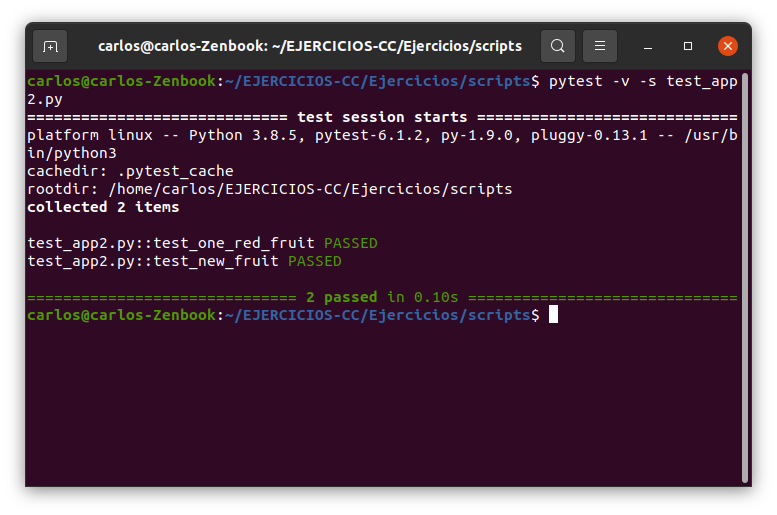 carlos@carlos-Zenbook: ~/EJERCICIOS-CC/Ejercicios/scripts
carlos@carlos-Zenbook:~/EJERCICIOS-CC/Ejercicios/scripts$ pytest -v -s test_app
2.py
============================= test session starts =============================
platform linux -- Python 3.8.5, pytest-6.1.2, py-1.9.0, pluggy-0.13.1 -- /usr/b
in/python3
cachedir: .pytest_cache
rootdir: /home/carlos/EJERCICIOS-CC/Ejercicios/scripts
collected 2 items
test_app2.py::test_one_red_fruit PASSED
test_app2.py::test_new_fruit PASSED
============================== 2 passed in 0.10s ==============================
carlos@carlos-Zenbook:~/EJERCICIOS-CC/Ejercicios/scripts$